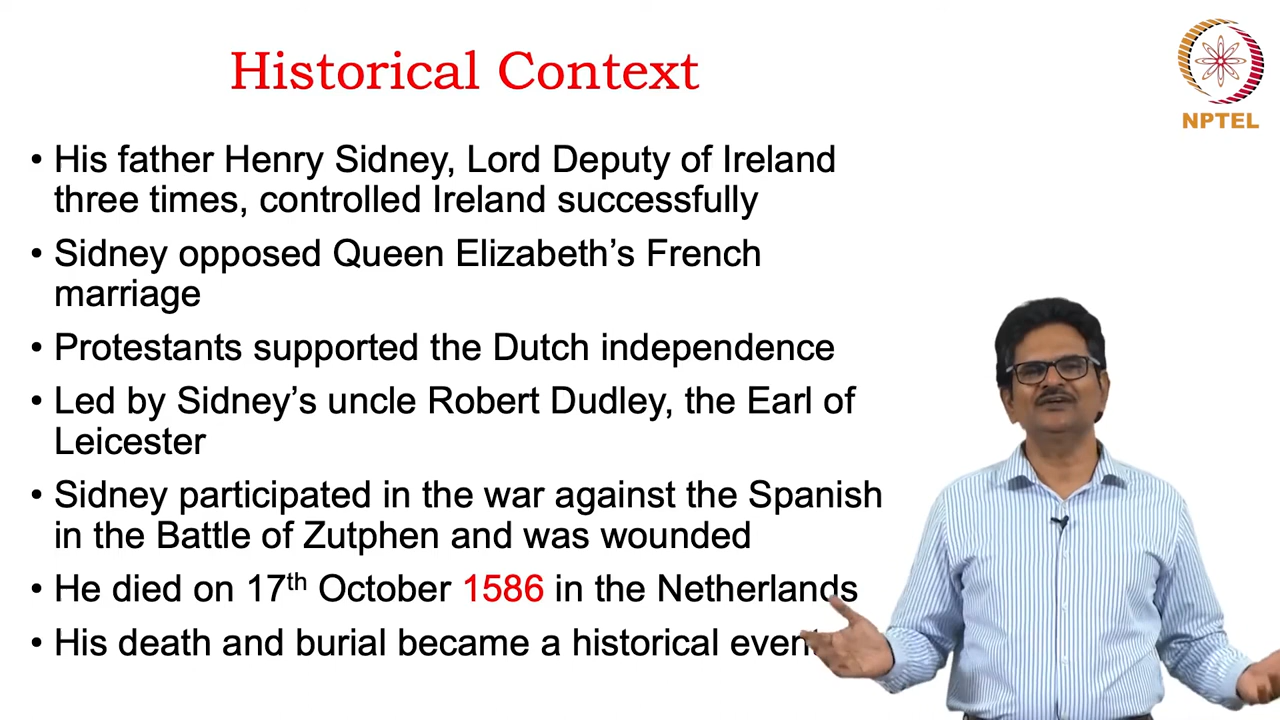 Historical Context
NPTEL
• His father Henry Sidney, Lord Deputy of Ireland
three times, controlled Ireland successfully
• Sidney opposed Queen Elizabeth’s French
marriage
• Protestants supported the Dutch independence
• Led by Sidney’s uncle Robert Dudley, the Earl of
Leicester
• Sidney participated in the war against the Spanish
in the Battle of Zutphen and was wounded
• He died on 17th October 1586 in the Netherlands
• His death and burial became a historical event